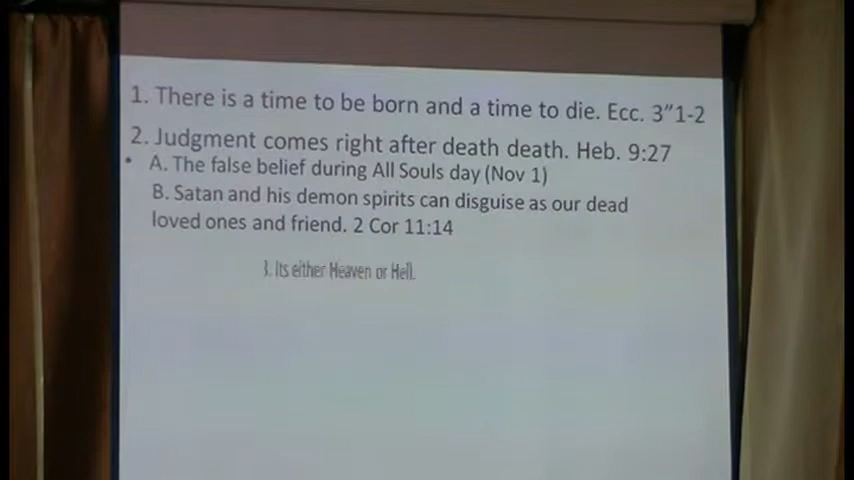 1. There is a time to be born and a time to die. Ecc. 3"1-2
2. Judgment comes right after death death. Heb. 9:27
• A. The false belief during All Souls day (Nov 1)
B. Satan and his demon spirits can disguise as our dead
loved ones and friend. 2 Cor 11:14
3. Its either Heaven or Hell.